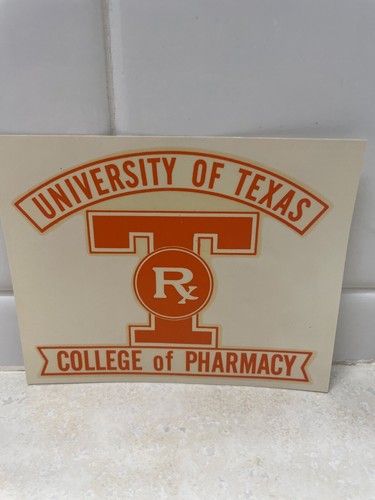 UNIVERSITY OF TEXAS
T
Rx
COLLEGE of PHARMACY